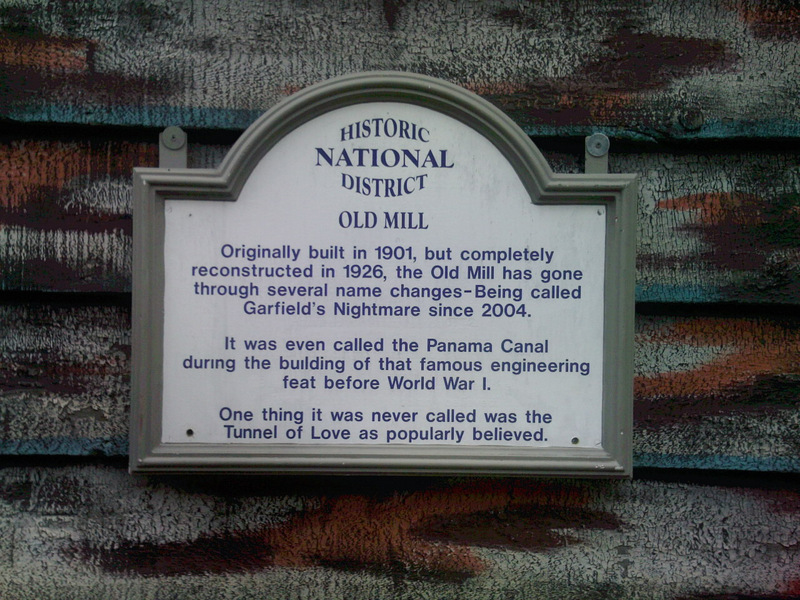 HISTORIC
NATIONAL
DISTRICT
OLD MILL
Originally built in 1901, but completely
reconstructed in 1926, the Old Mill has gone
through several name changes-Being called
Garfield's Nightmare since 2004.
It was even called the Panama Canal
during the building of that famous engineering
feat before World War I.
One thing it was never called was the
Tunnel of Love as popularly believed.